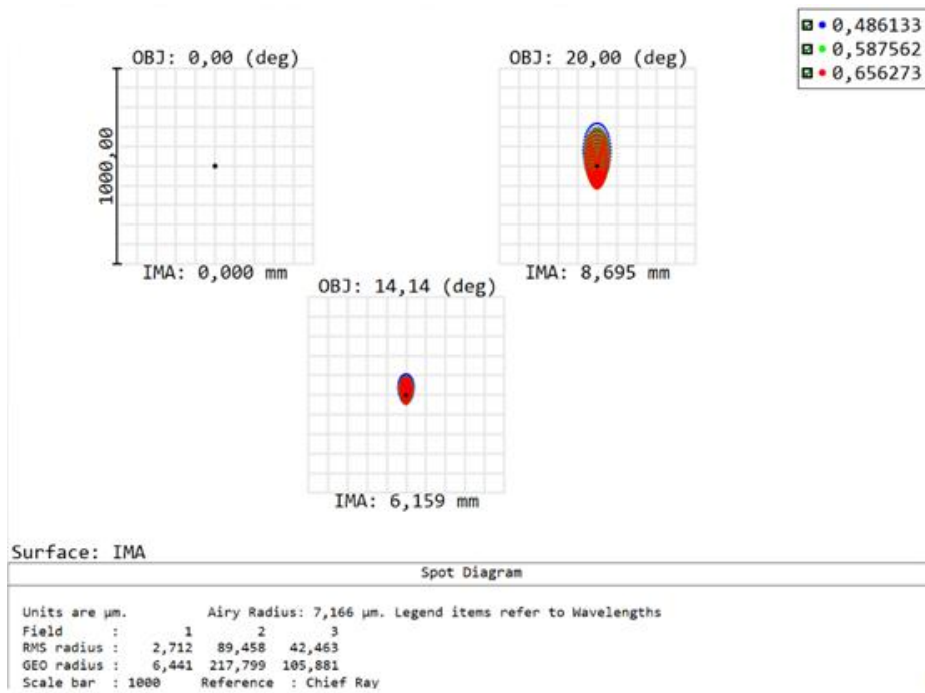 0,486133
0,587562
0,656273
OBJ: 0,00 (deg)
OBJ: 20,00 (deg)
1000,00
IMA: 0,000 mm
IMA: 8,695 mm
OBJ: 14,14 (deg)
IMA: 6,159 mm
Surface: IMA
Spot Diagram
Units are µm. Airy Radius: 7,166 µm. Legend items refer to Wavelengths
Field : 1 2 3
RMS radius : 2,712 89,458 42,463
GEO radius : 6,441 217,799 105,881
Scale bar : 1000 Reference : Chief Ray